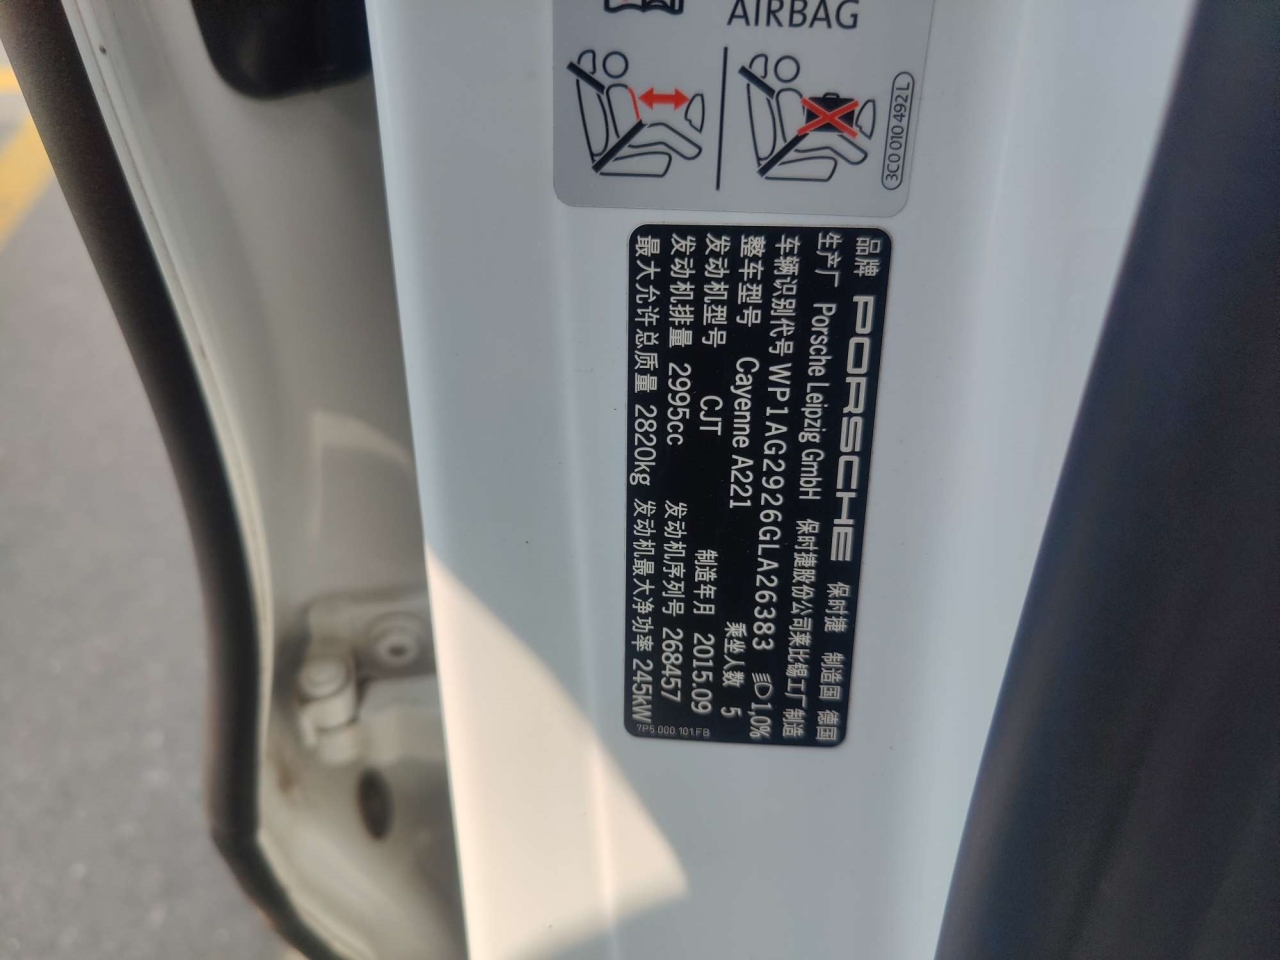 AIRBAG
3C0 010 492 L
品牌 PORSCHE 保时捷 制造国 德国
生产厂 Porsche Leipzig GmbH 保时捷股份公司莱比锡工厂制造
车辆识别代号 WP1AG2926GLA26383 1,0%
整车型号 Cayenne A221 乘坐人数 5
发动机型号 CJT 制造年月 2015.09
发动机排量 2995cc 发动机序列号 268457
最大允许总质量 2820kg 发动机最大净功率 245kW
7P5.000.101.FB